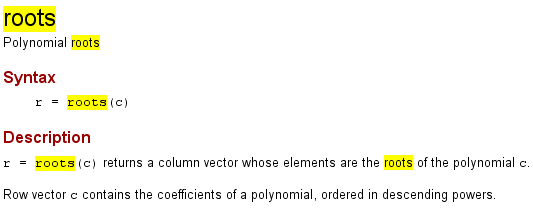 roots
Polynomial roots
Syntax
r = roots(c)
Description
r = roots(c) returns a column vector whose elements are the roots of the polynomial c.
Row vector c contains the coefficients of a polynomial, ordered in descending powers.